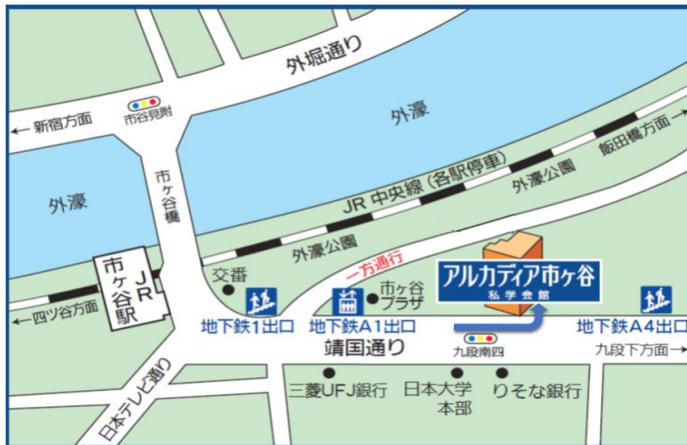 外堀通り
市谷見附
←新宿方面
外濠
飯田橋方面→
市ヶ谷橋
JR 中央線 (各駅停車)
外濠公園
外濠
外濠公園
一方通行
JR
市ヶ谷駅
交番
市ヶ谷
プラザ
アルカディア市ヶ谷
私学会館
←四ツ谷方面
地下鉄1出口
地下鉄A1出口
地下鉄A4出口
靖国通り
九段南四
九段下方面→
日本テレビ通り
三菱UFJ銀行
日本大学
本部
りそな銀行